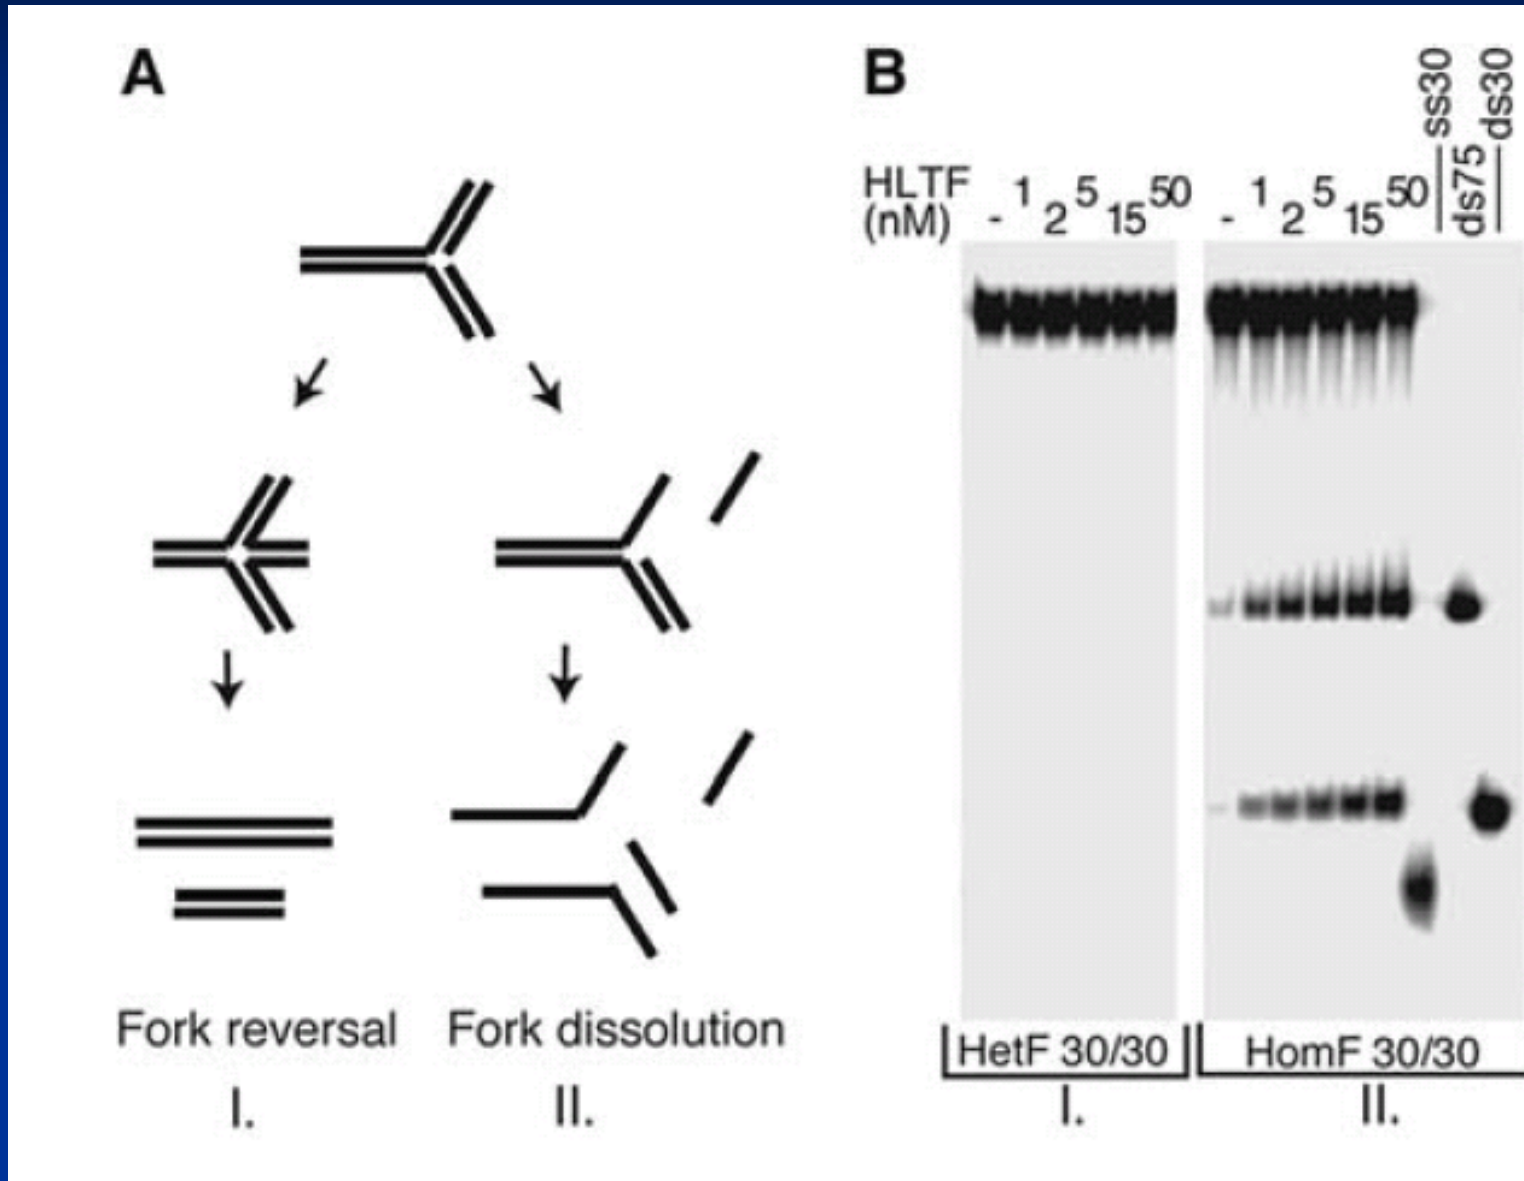 A
Fork reversal
I.
Fork dissolution
II.
B
HLTF
(nM)
- 1 2 5 15 50
- 1 2 5 15 50
ss30
ds75
ds30
HetF 30/30
I.
HomF 30/30
II.